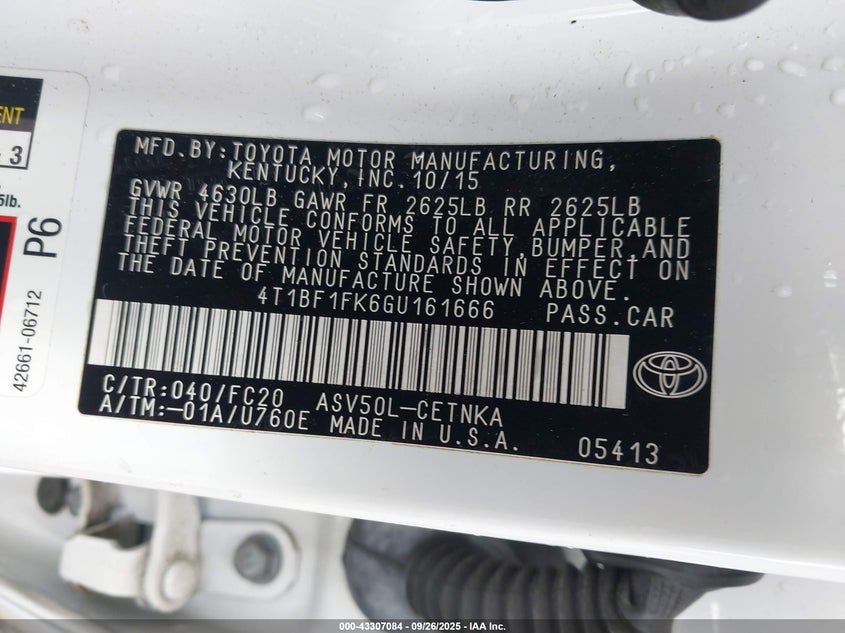 ENT
3
5lb.
P6
42661-06712
MFD.BY:TOYOTA MOTOR MANUFACTURING,
KENTUCKY,INC.10/15
GVWR 4630LB GAWR FR 2625LB RR 2625LB
THIS VEHICLE CONFORMS TO ALL APPLICABLE
FEDERAL MOTOR VEHICLE SAFETY,BUMPER,AND
THEFT PREVENTION STANDARDS IN EFFECT ON
THE DATE OF MANUFACTURE SHOWN ABOVE.
4T1BF1FK6GU161666 PASS.CAR
C/TR:040/FC20 ASV50L-CETNKA
A/TM:-01A/U760E MADE IN U.S.A. 05413
000-43307084 - 09/26/2025 - IAA Inc.